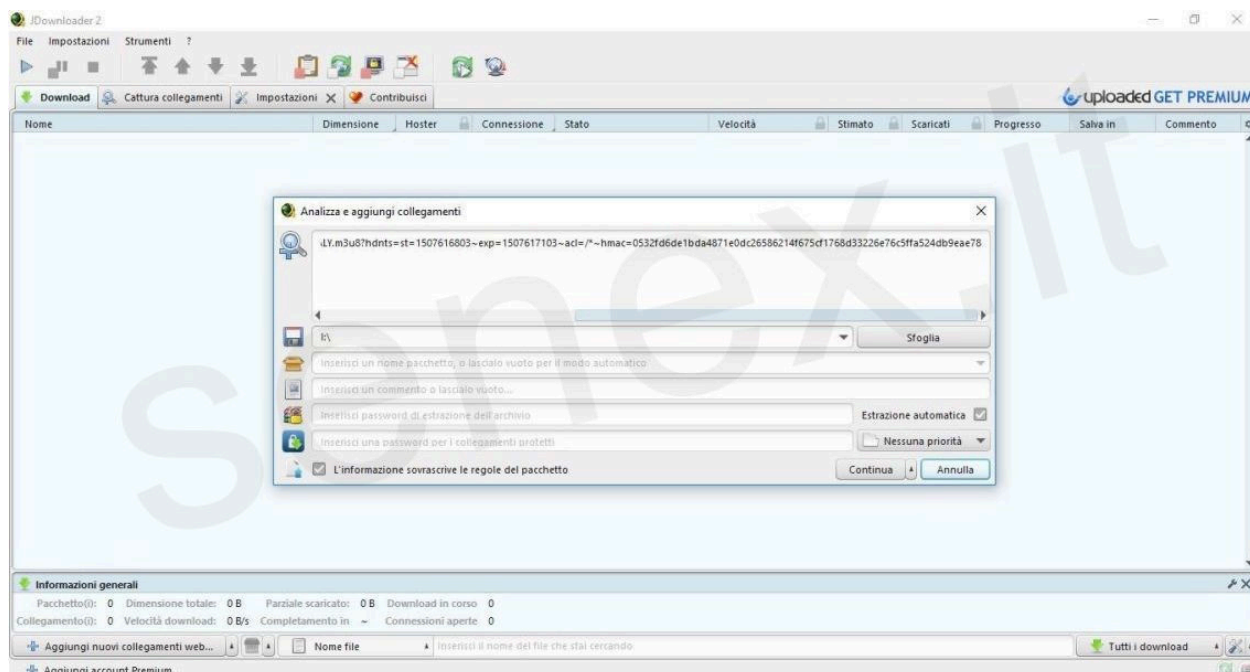 JDownloader 2
File Impostazioni Strumenti ?
Download Cattura collegamenti Impostazioni Contribuisci
uploaded GET PREMIUM
Nome Dimensione Hoster Connessione Stato Velocità Stimato Scaricati Progresso Salva in Commento
Analizza e aggiungi collegamenti
LY.m3u8?hdnts=st=1507616803~exp=1507617103~acl=/*~hmac=0532fd6de1bda4871e0dc26586214f675cf1768d33226e76c5ffa524db9eae78
I:\ Sfoglia
Inserisci un nome pacchetto, o lascialo vuoto per il modo automatico
Inserisci un commento o lascialo vuoto...
Inserisci password di estrazione dell'archivio Estrazione automatica
Inserisci una password per i collegamenti protetti Nessuna priorità
L'informazione sovrascrive le regole del pacchetto Continua Annulla
senex.it
Informazioni generali
Pacchetto(i): 0 Dimensione totale: 0 B Parziale scaricato: 0 B Download in corso 0
Collegamento(i): 0 Velocità download: 0 B/s Completamento in ~ Connessioni aperte 0
Aggiungi nuovi collegamenti web... Nome file Inserisci il nome del file che stai cercando Tutti i download
Aggiungi account Premium...